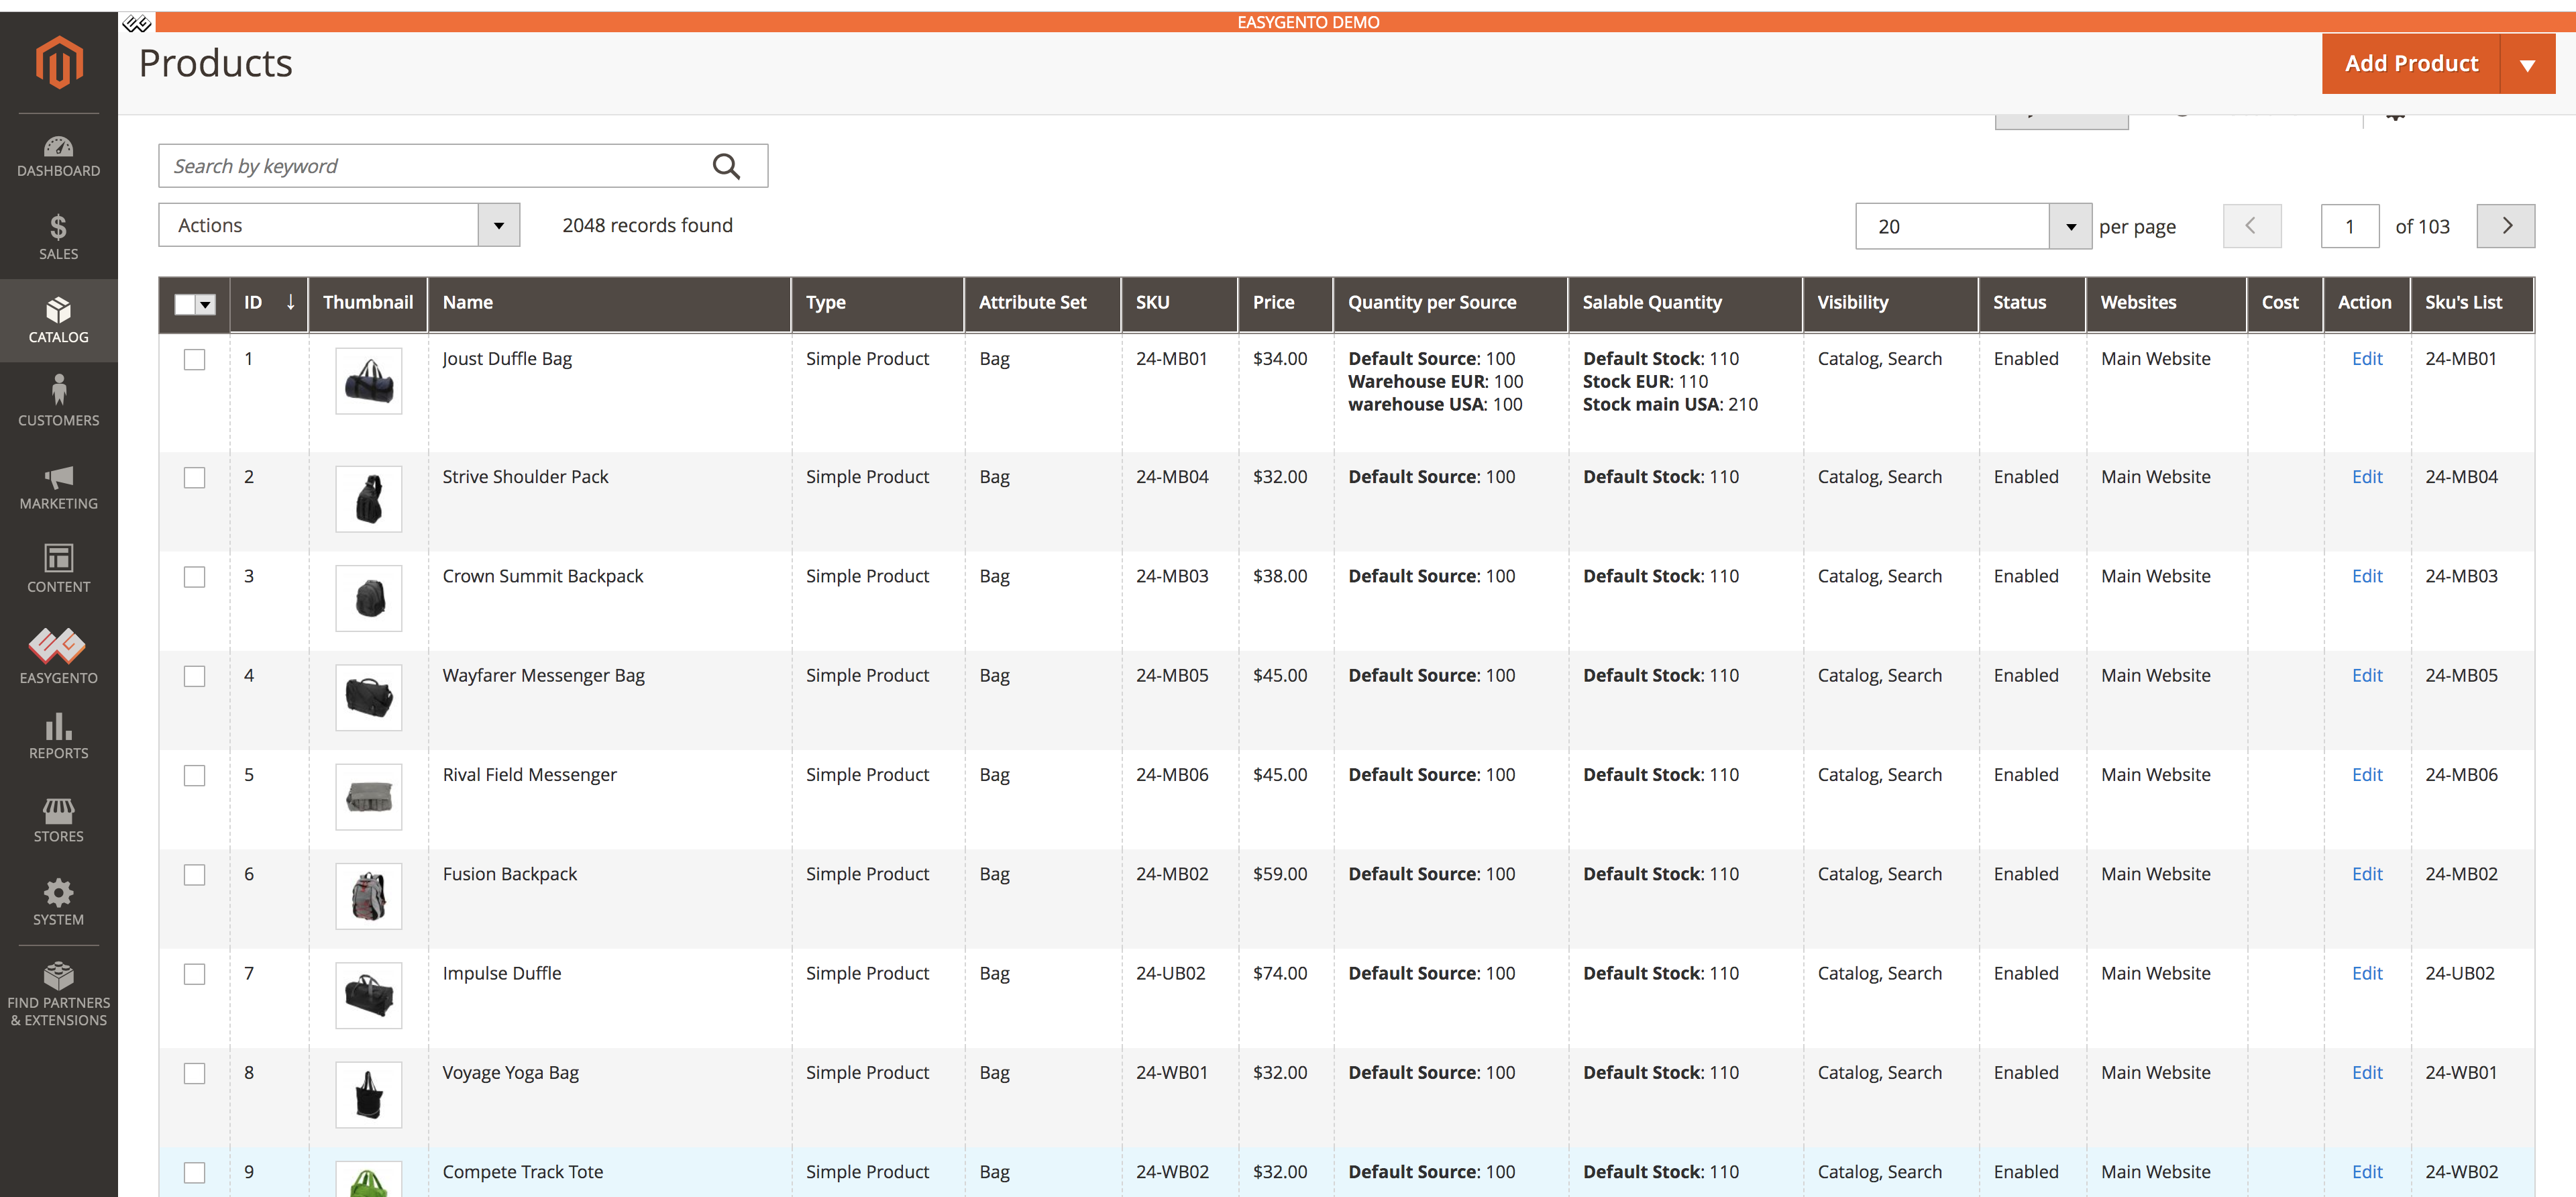 EASYGENTO DEMO
Products
Add Product
DASHBOARD
SALES
CATALOG
CUSTOMERS
MARKETING
CONTENT
EASYGENTO
REPORTS
STORES
SYSTEM
FIND PARTNERS
& EXTENSIONS
Search by keyword
Actions 2048 records found 20 per page 1 of 103
ID ↓ Thumbnail Name Type Attribute Set SKU Price Quantity per Source Salable Quantity Visibility Status Websites Cost Action Sku's List
1 Joust Duffle Bag Simple Product Bag 24-MB01 $34.00 Default Source: 100 Default Stock: 110 Catalog, Search Enabled Main Website Edit 24-MB01
Warehouse EUR: 100 Stock EUR: 110
warehouse USA: 100 Stock main USA: 210
2 Strive Shoulder Pack Simple Product Bag 24-MB04 $32.00 Default Source: 100 Default Stock: 110 Catalog, Search Enabled Main Website Edit 24-MB04
3 Crown Summit Backpack Simple Product Bag 24-MB03 $38.00 Default Source: 100 Default Stock: 110 Catalog, Search Enabled Main Website Edit 24-MB03
4 Wayfarer Messenger Bag Simple Product Bag 24-MB05 $45.00 Default Source: 100 Default Stock: 110 Catalog, Search Enabled Main Website Edit 24-MB05
5 Rival Field Messenger Simple Product Bag 24-MB06 $45.00 Default Source: 100 Default Stock: 110 Catalog, Search Enabled Main Website Edit 24-MB06
6 Fusion Backpack Simple Product Bag 24-MB02 $59.00 Default Source: 100 Default Stock: 110 Catalog, Search Enabled Main Website Edit 24-MB02
7 Impulse Duffle Simple Product Bag 24-UB02 $74.00 Default Source: 100 Default Stock: 110 Catalog, Search Enabled Main Website Edit 24-UB02
8 Voyage Yoga Bag Simple Product Bag 24-WB01 $32.00 Default Source: 100 Default Stock: 110 Catalog, Search Enabled Main Website Edit 24-WB01
9 Compete Track Tote Simple Product Bag 24-WB02 $32.00 Default Source: 100 Default Stock: 110 Catalog, Search Enabled Main Website Edit 24-WB02